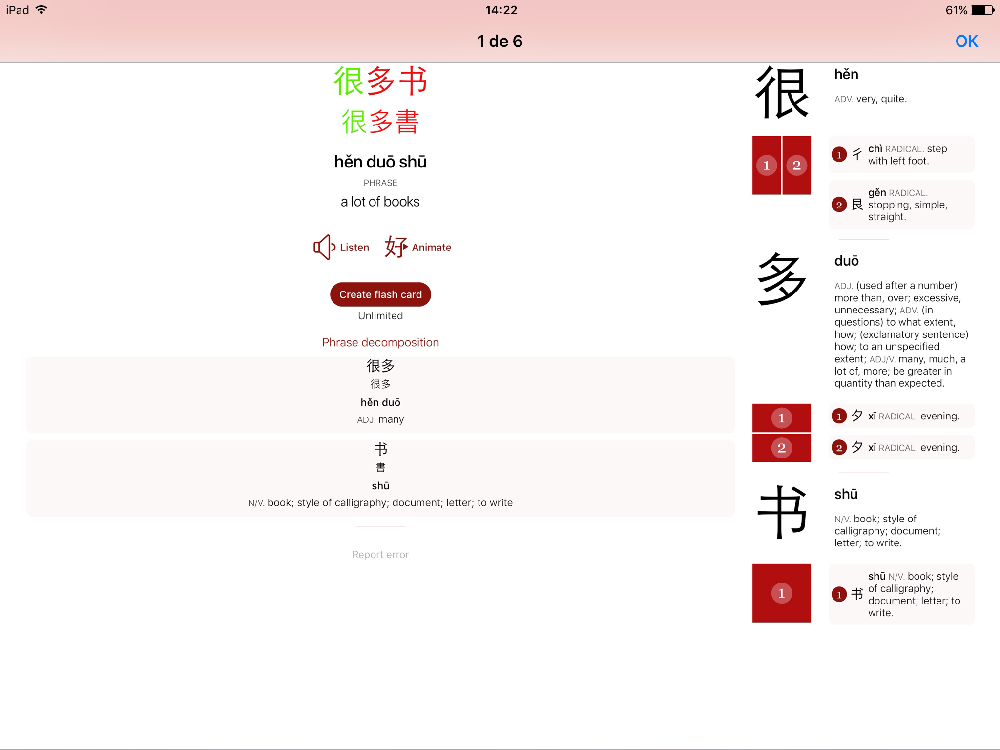 iPad 14:22 61%
1 de 6 OK
很多书
很多書
hěn duō shū
PHRASE
a lot of books
Listen 好 Animate
Create flash card
Unlimited
Phrase decomposition
很多
很多
hěn duō
ADJ. many
书
書
shū
N/V. book; style of calligraphy; document; letter; to write
Report error
很 hěn
ADV. very, quite.
1 2
1 彳 chì RADICAL. step
with left foot.
2 艮 gěn RADICAL.
stopping, simple,
straight.
多 duō
ADJ. (used after a number)
more than, over; excessive,
unnecessary; ADV. (in
questions) to what extent,
how; (exclamatory sentence)
how; to an unspecified
extent; ADJ/V. many, much, a
lot of, more; be greater in
quantity than expected.
1
2
1 夕 xī RADICAL. evening.
2 夕 xī RADICAL. evening.
书 shū
N/V. book; style of
calligraphy; document;
letter; to write.
1
1 书 shū N/V. book; style
of calligraphy;
document; letter; to
write.